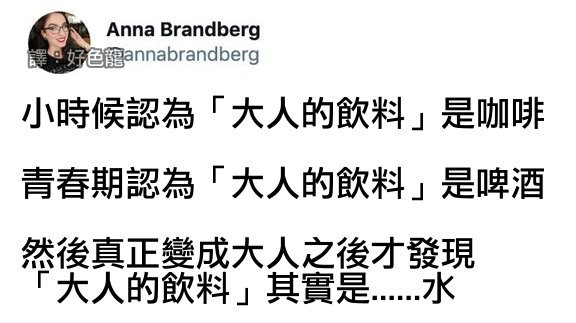 Anna Brandberg
譯：好色龍
@annabrandberg
小時候認為「大人的飲料」是咖啡
青春期認為「大人的飲料」是啤酒
然後真正變成大人之後才發現
「大人的飲料」其實是......水